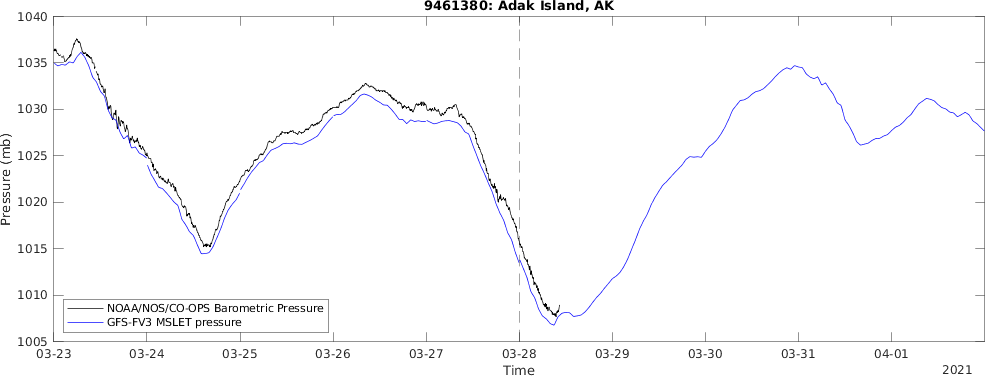 9461380: Adak Island, AK
Pressure (mb)
1040
1035
1030
1025
1020
1015
1010
1005
NOAA/NOS/CO-OPS Barometric Pressure
GFS-FV3 MSLET pressure
03-23 03-24 03-25 03-26 03-27 03-28 03-29 03-30 03-31 04-01
Time
2021